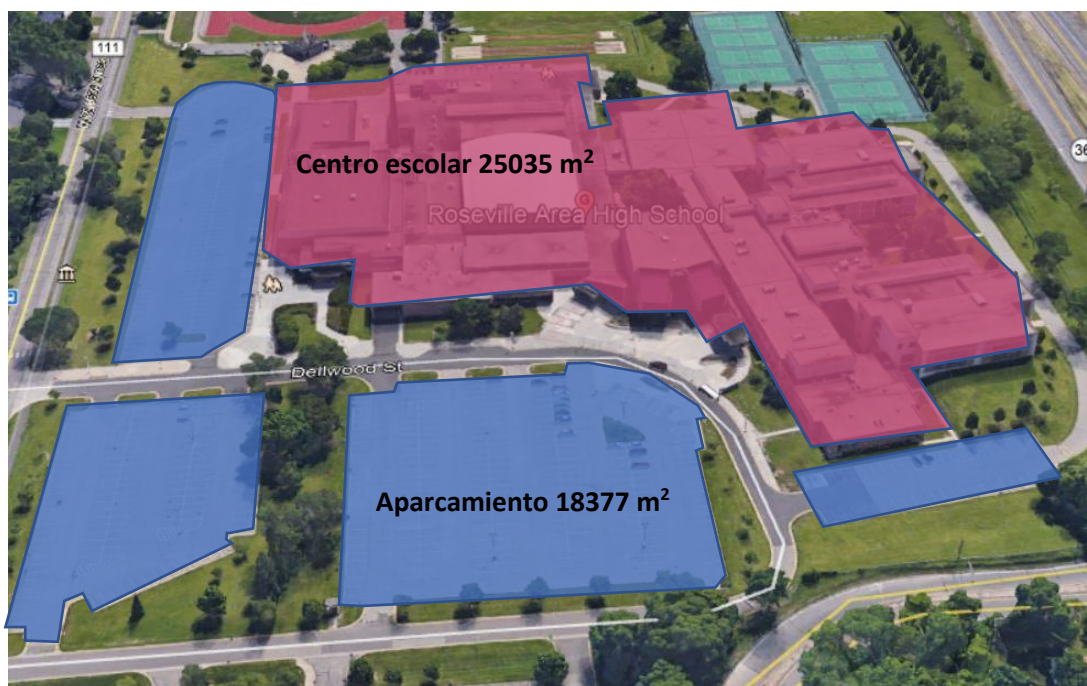 111
36
Centro escolar 25035 m²
Roseville Area High School
Dellwood St
Aparcamiento 18377 m²